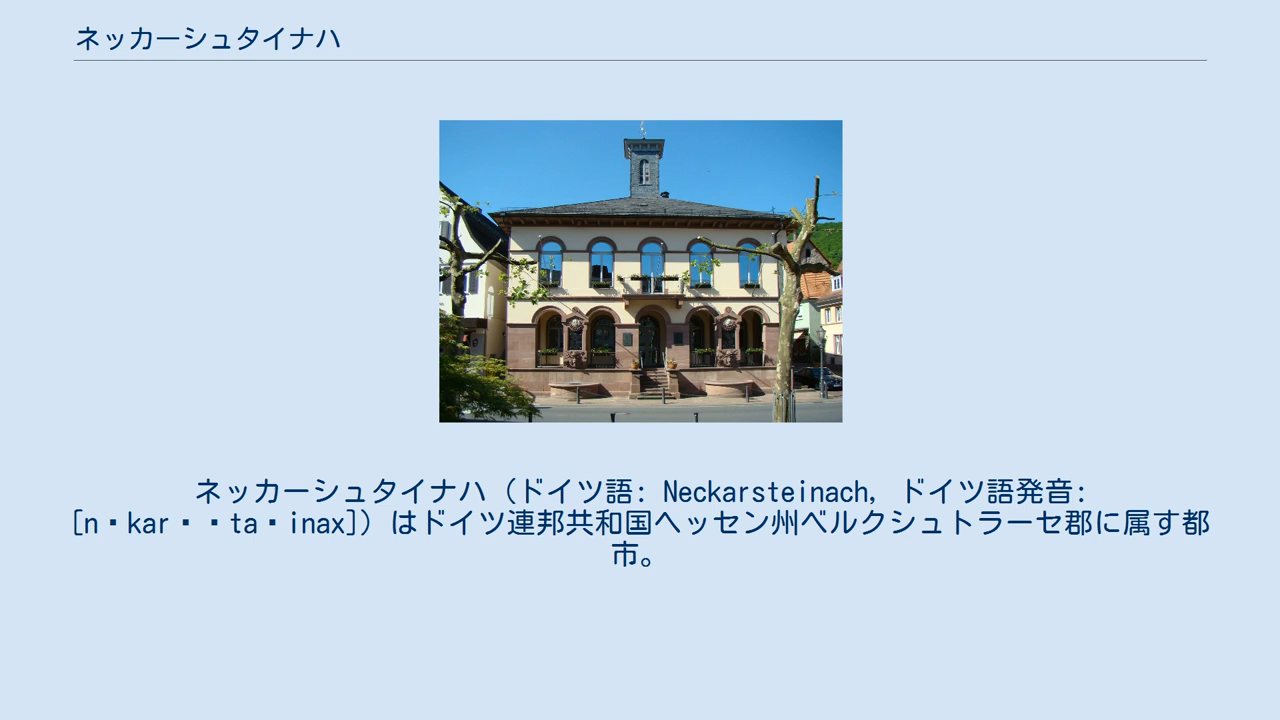 ネッカーシュタイナハ
ネッカーシュタイナハ（ドイツ語: Neckarsteinach, ドイツ語発音:
[n▪kar▪▪ta▪inax]）はドイツ連邦共和国ヘッセン州ベルクシュトラーセ郡に属す都
市。